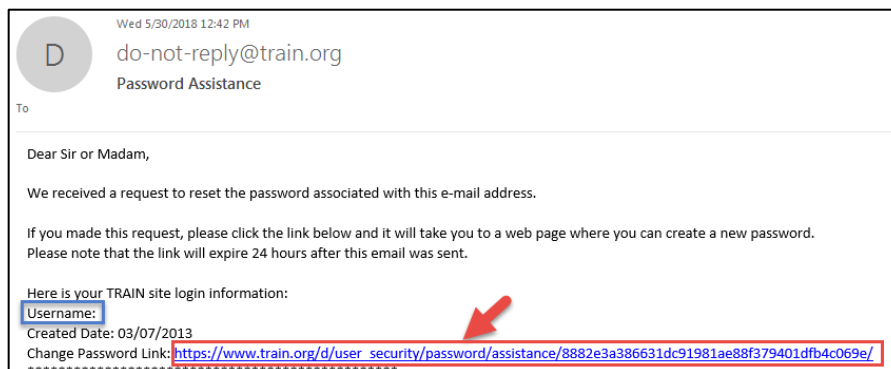 Wed 5/30/2018 12:42 PM
D
do-not-reply@train.org
Password Assistance
To
Dear Sir or Madam,
We received a request to reset the password associated with this e-mail address.
If you made this request, please click the link below and it will take you to a web page where you can create a new password.
Please note that the link will expire 24 hours after this email was sent.
Here is your TRAIN site login information:
Username:
Created Date: 03/07/2013
Change Password Link: https://www.train.org/d/user_security/password/assistance/8882e3a386631dc91981ae88f379401dfb4c069e/